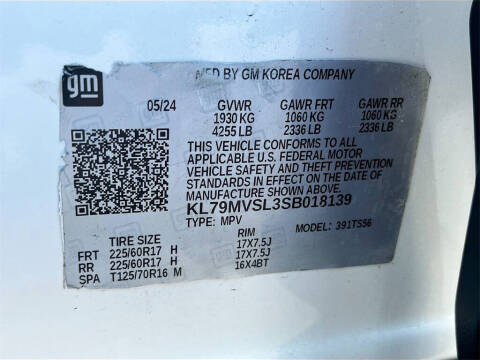 gm
MFD BY GM KOREA COMPANY
05/24 GVWR GAWR FRT GAWR RR
1930 KG 1060 KG 1060 KG
4255 LB 2336 LB 2336 LB
THIS VEHICLE CONFORMS TO ALL
APPLICABLE U.S. FEDERAL MOTOR
VEHICLE SAFETY AND THEFT PREVENTION
STANDARDS IN EFFECT ON THE DATE OF
MANUFACTURE SHOWN ABOVE.
KL79MVSL3SB018139
TYPE: MPV MODEL: 391TS56
TIRE SIZE RIM
FRT 225/60R17 H 17X7.5J
RR 225/60R17 H 17X7.5J
SPA T125/70R16 M 16X4BT